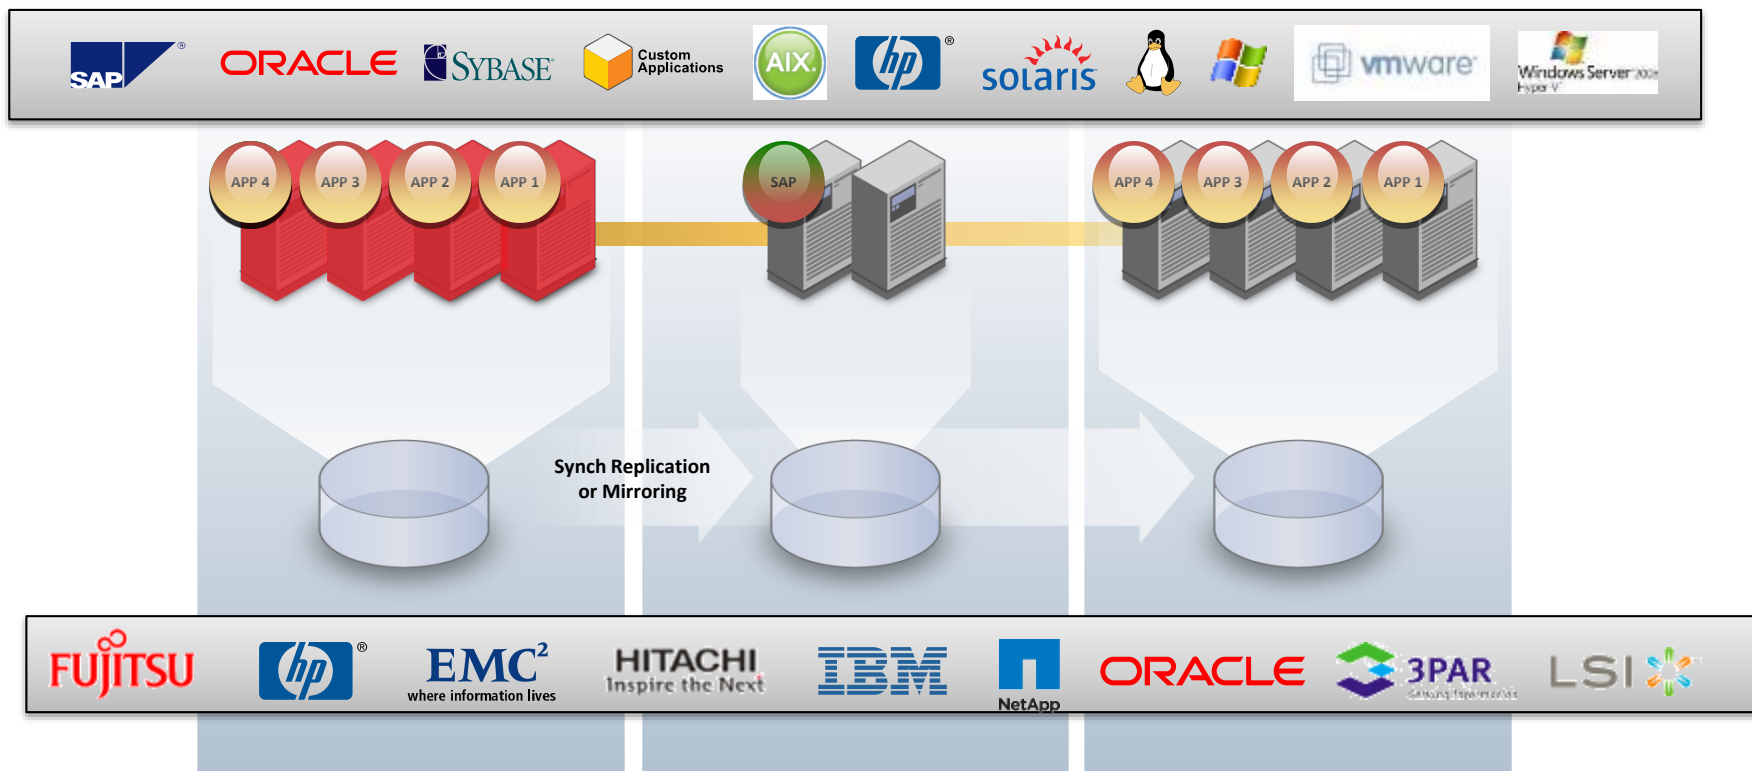 SAP®
ORACLE
SYBASE
Custom
Applications
AIX.
hp®
solaris
vmware
Windows Server
Hyper-V
APP 4
APP 3
APP 2
APP 1
SAP
APP 4
APP 3
APP 2
APP 1
Synch Replication
or Mirroring
FUJITSU
hp®
EMC²
where information lives
HITACHI
Inspire the Next
IBM
NetApp
ORACLE
3PAR
LSI